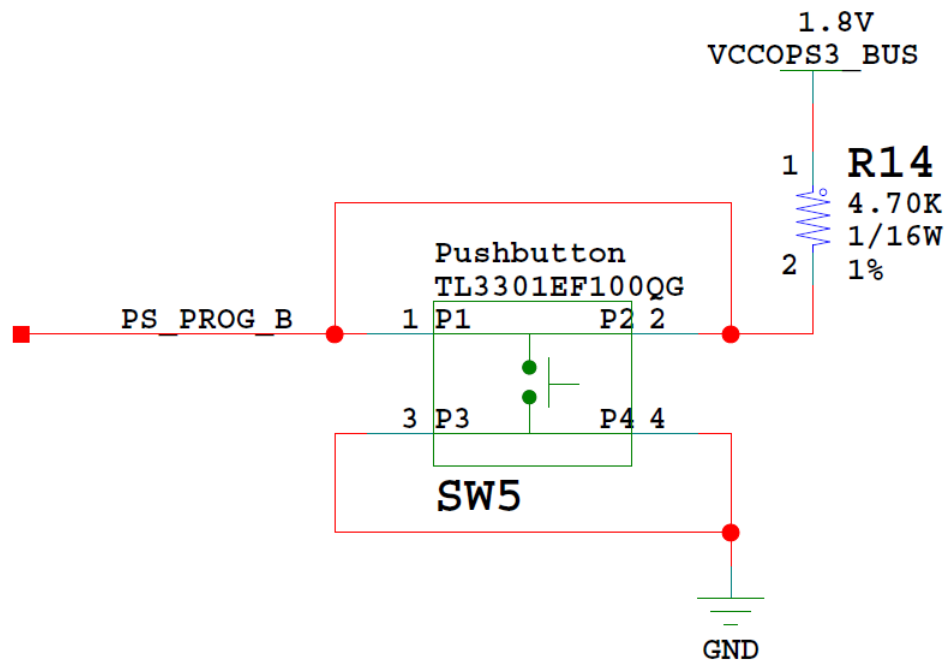 1.8V
VCCOPS3_BUS
1
R14
4.70K
1/16W
2
1%
Pushbutton
TL3301EF100QG
PS_PROG_B
1
P1
P2
2
3
P3
P4
4
SW5
GND